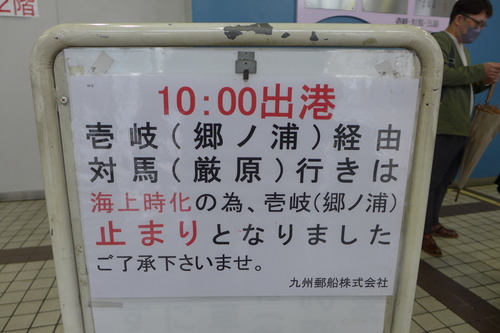 2階
10:00出港
壱岐(郷ノ浦)経由
対馬(厳原)行きは
海上時化の為、壱岐(郷ノ浦)
止まりとなりました
ご了承下さいませ。
九州郵船株式会社